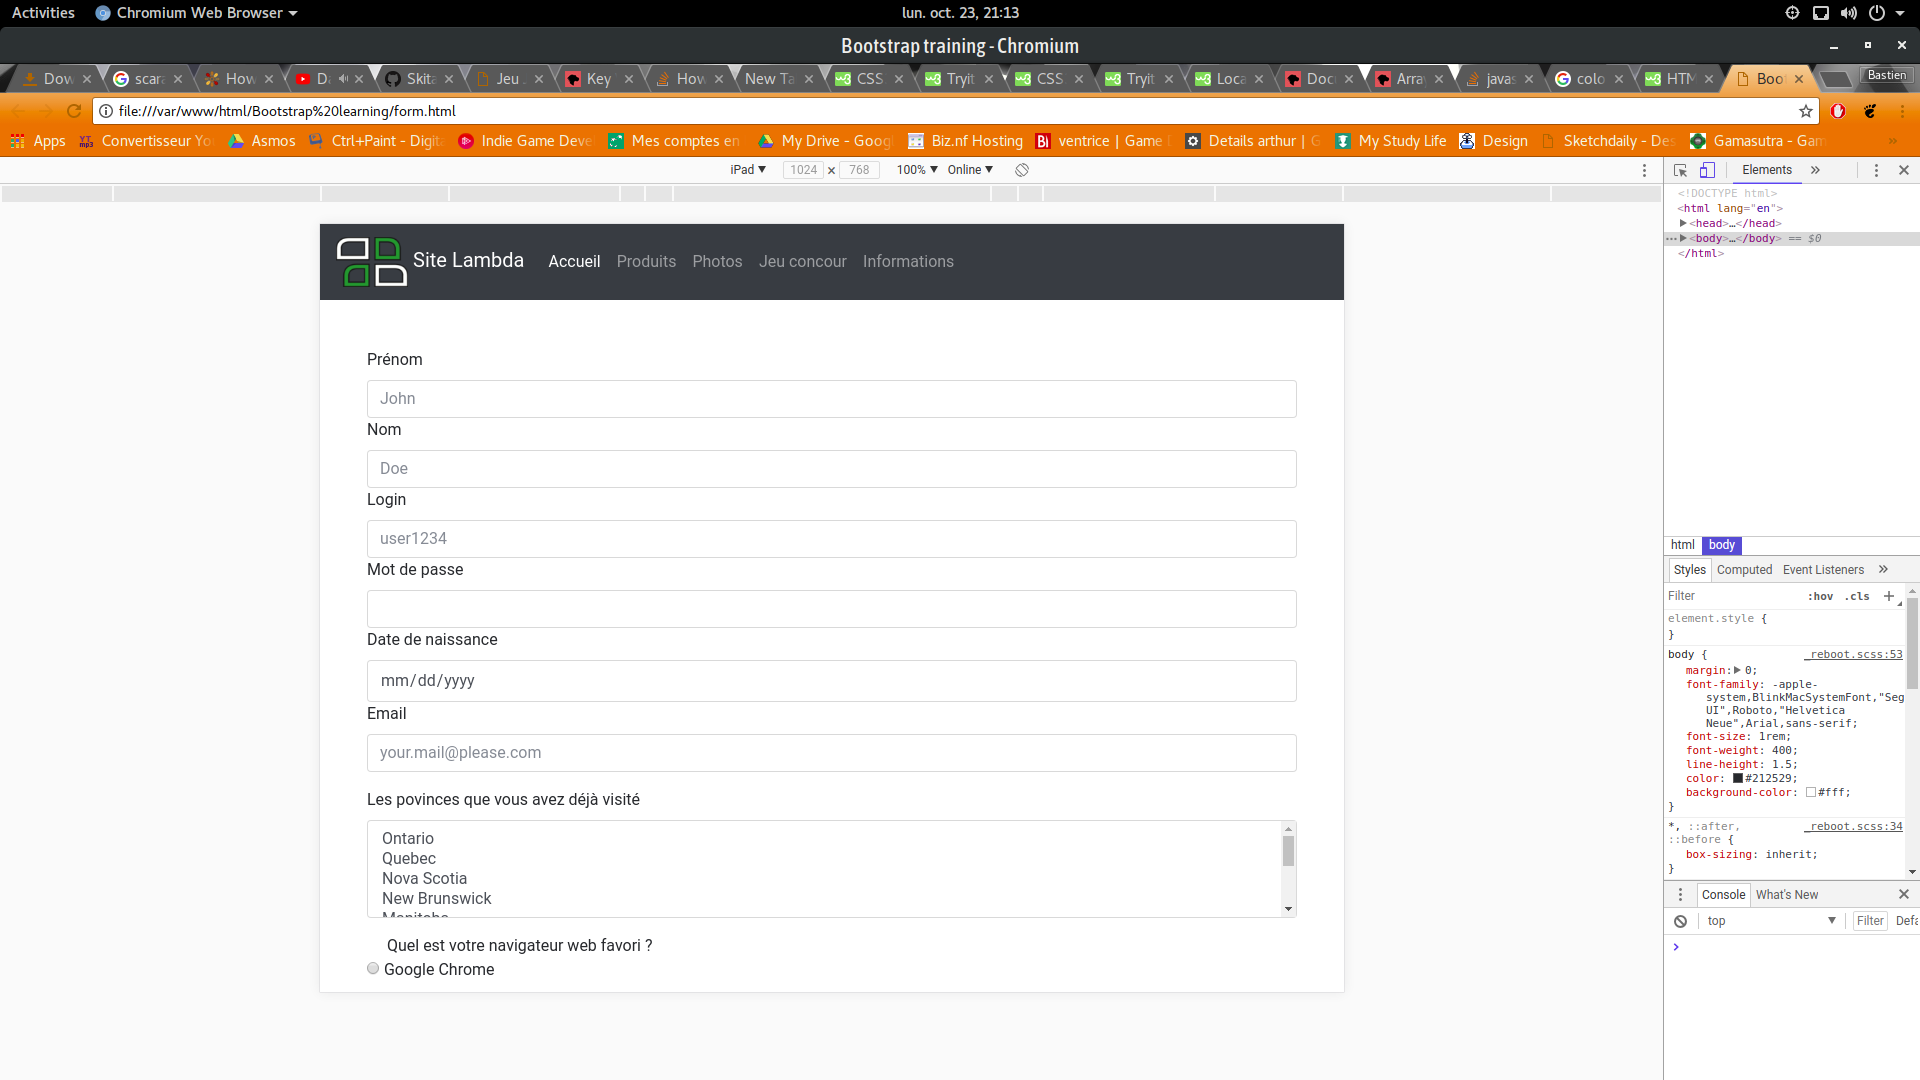 Activities
Chromium Web Browser
lun. oct. 23, 21:13
Bootstrap training - Chromium
Dow
scara
How
Da
Skita
Jeu
Key
How
New Ta
CSS
Tryit
CSS
Tryit
Loca
Doc
Array
javas
colo
HTM
Boot
Bastien
file:///var/www/html/Bootstrap%20learning/form.html
Apps
Convertisseur Yo
Asmos
Ctrl+Paint - Digita
Indie Game Deve
Mes comptes en
My Drive - Goog
Biz.nf Hosting
ventrice | Game
Details arthur | G
My Study Life
Design
Sketchdaily - Des
Gamasutra - Gam
iPad ▼ 1024 × 768 100% ▼ Online ▼
Elements
<!DOCTYPE html>
<html lang="en">
▶<head>…</head>
…▶<body>…</body> == $0
</html>
Site Lambda
Accueil
Produits
Photos
Jeu concour
Informations
Prénom
John
Nom
Doe
Login
user1234
Mot de passe
Date de naissance
mm/dd/yyyy
Email
your.mail@please.com
Les povinces que vous avez déjà visité
Ontario
Quebec
Nova Scotia
New Brunswick
Manitoba
Quel est votre navigateur web favori ?
Google Chrome
html body
Styles Computed Event Listeners »
Filter :hov .cls +
element.style {
}
body { _reboot.scss:53
margin:▶ 0;
font-family: -apple-
system,BlinkMacSystemFont,"Seg
UI",Roboto,"Helvetica
Neue",Arial,sans-serif;
font-size: 1rem;
font-weight: 400;
line-height: 1.5;
color: #212529;
background-color: #fff;
}
*, ::after, _reboot.scss:34
::before {
box-sizing: inherit;
}
Console What's New
top ▼ Filter Defa